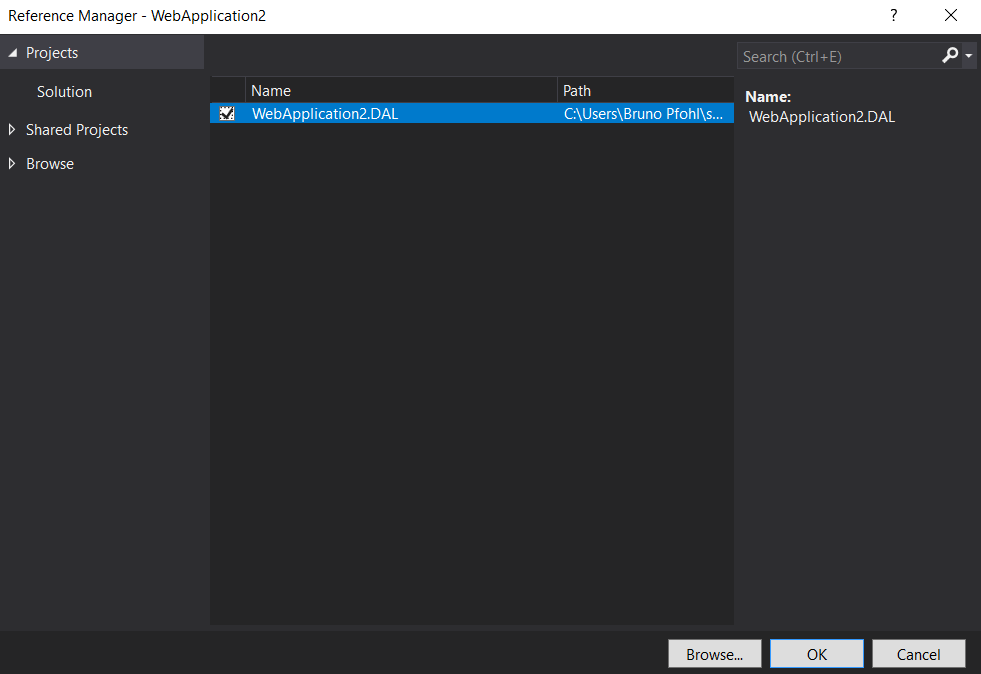 Reference Manager - WebApplication2
?
Projects
Solution
Shared Projects
Browse
Name Path
WebApplication2.DAL C:\Users\Bruno Pfohl\s...
Search (Ctrl+E)
Name:
WebApplication2.DAL
Browse... OK Cancel